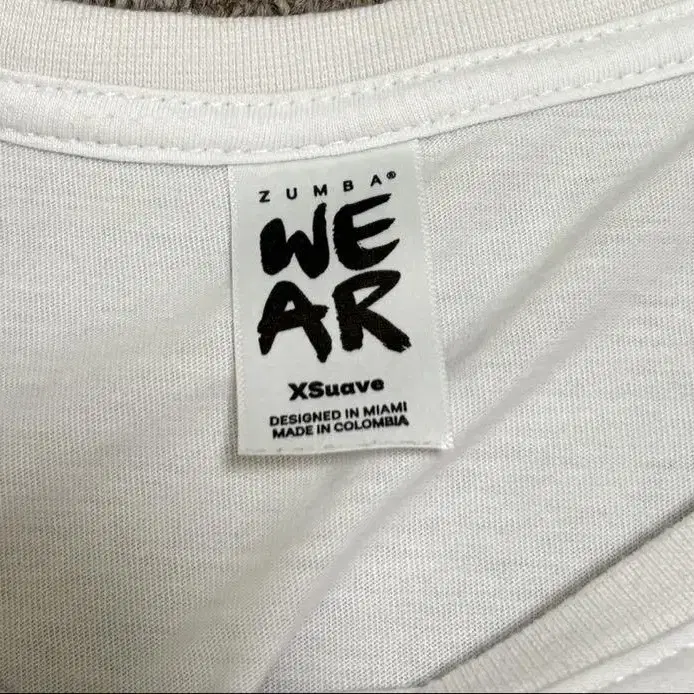 ZUMBA®
WE
AR
XSuave
DESIGNED IN MIAMI
MADE IN COLOMBIA